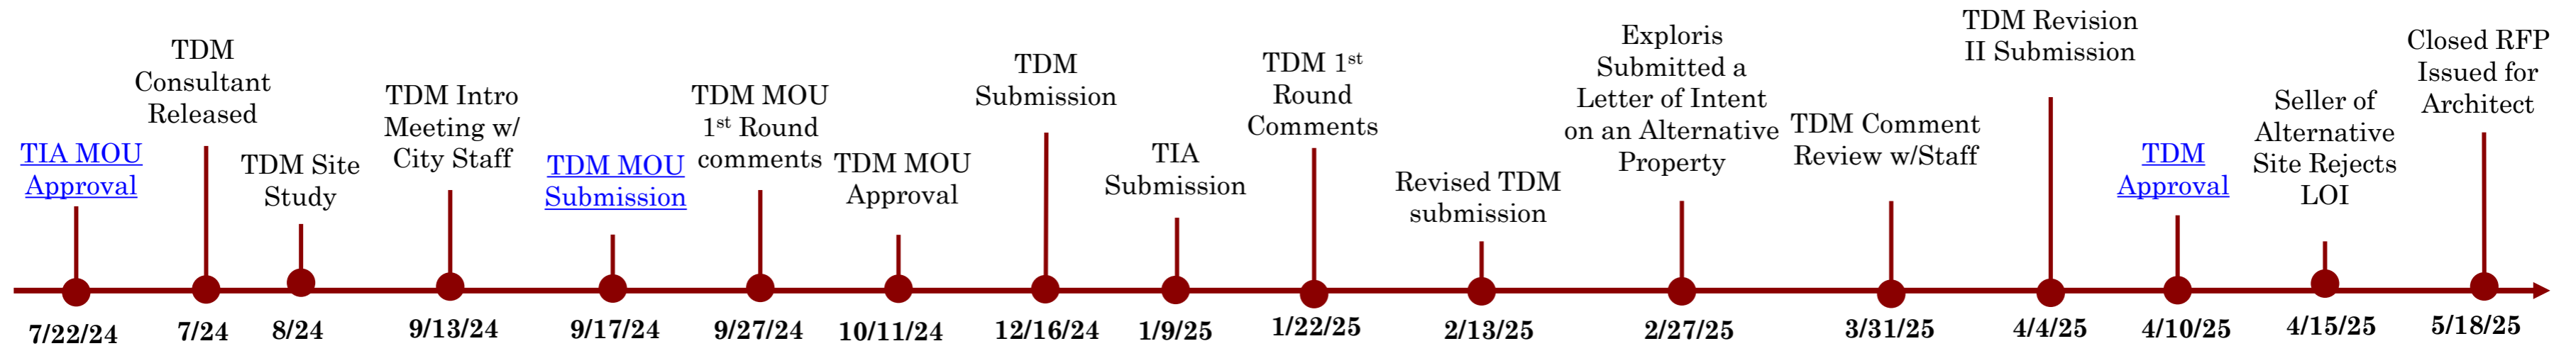 TIA MOU
Approval
7/22/24
TDM
Consultant
Released
7/24
TDM Site
Study
8/24
TDM Intro
Meeting w/
City Staff
9/13/24
TDM MOU
Submission
9/17/24
TDM MOU
1st Round
comments
9/27/24
TDM MOU
Approval
10/11/24
TDM
Submission
12/16/24
TIA
Submission
1/9/25
TDM 1st
Round
Comments
1/22/25
Revised TDM
submission
2/13/25
Exploris
Submitted a
Letter of Intent
on an Alternative
Property
2/27/25
TDM Comment
Review w/Staff
3/31/25
TDM Revision
II Submission
4/4/25
TDM
Approval
4/10/25
Seller of
Alternative
Site Rejects
LOI
4/15/25
Closed RFP
Issued for
Architect
5/18/25